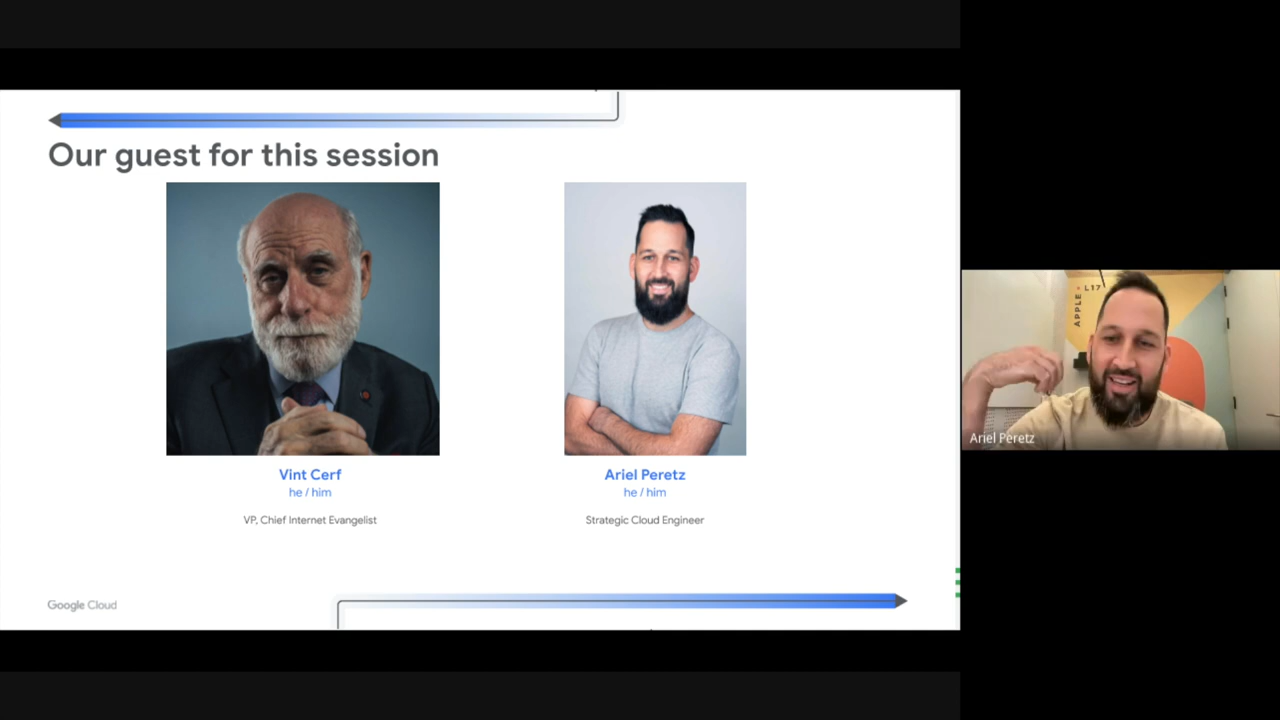 Our guest for this session
Vint Cerf
he / him
VP, Chief Internet Evangelist
Ariel Peretz
he / him
Strategic Cloud Engineer
Google Cloud
APPLE • L17
Ariel Peretz